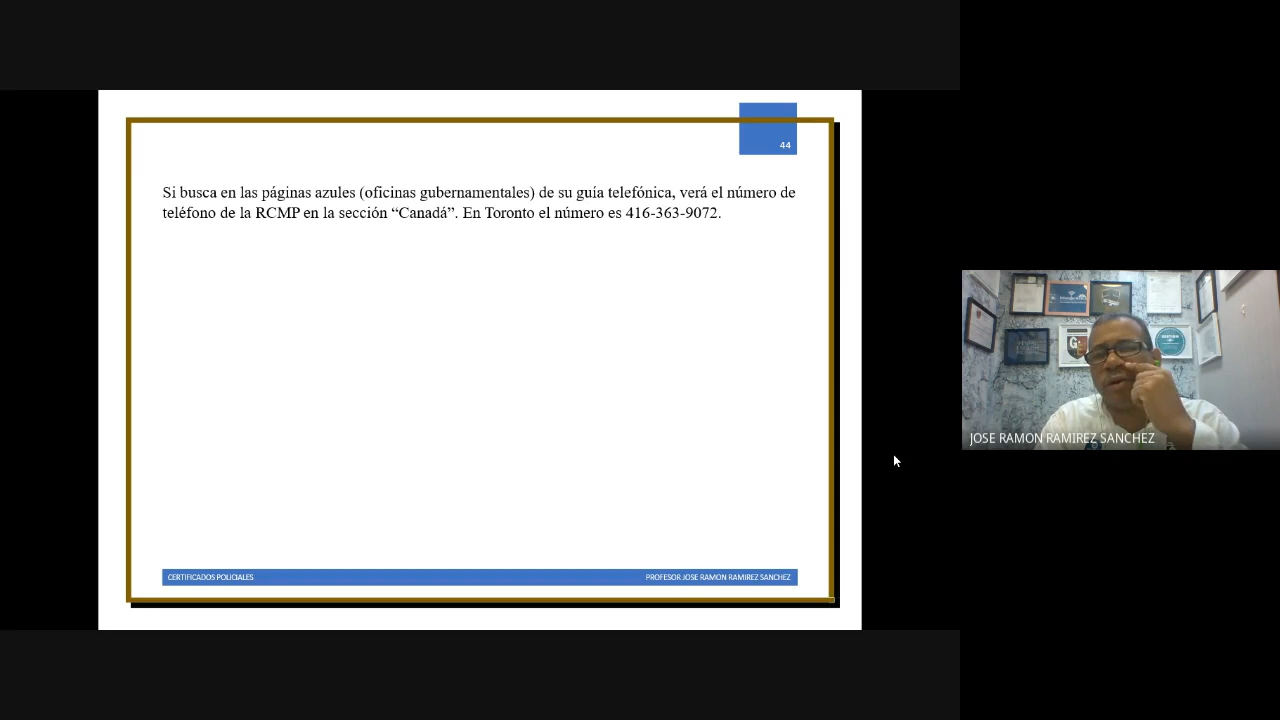 44
Si busca en las páginas azules (oficinas gubernamentales) de su guía telefónica, verá el número de
teléfono de la RCMP en la sección “Canadá”. En Toronto el número es 416-363-9072.
CERTIFICADOS POLICIALES
PROFESOR JOSE RAMON RAMIREZ SANCHEZ
JOSE RAMON RAMIREZ SANCHEZ